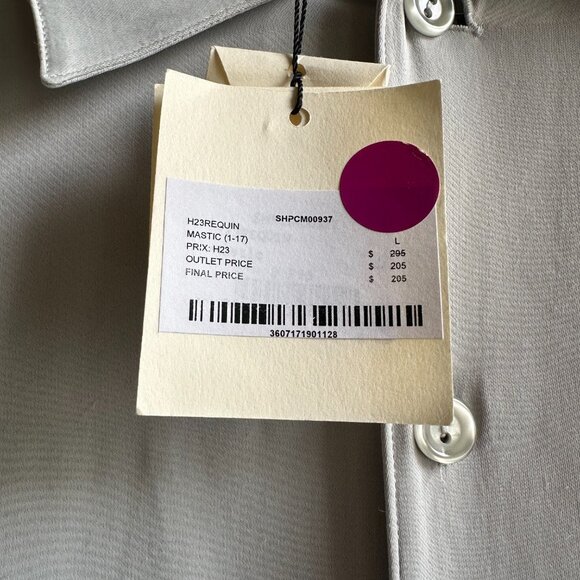 H23REQUIN SHPCM00937
MASTIC (1-17) L
PRIX: H23 $ 295
OUTLET PRICE $ 205
FINAL PRICE $ 205
3607171901128